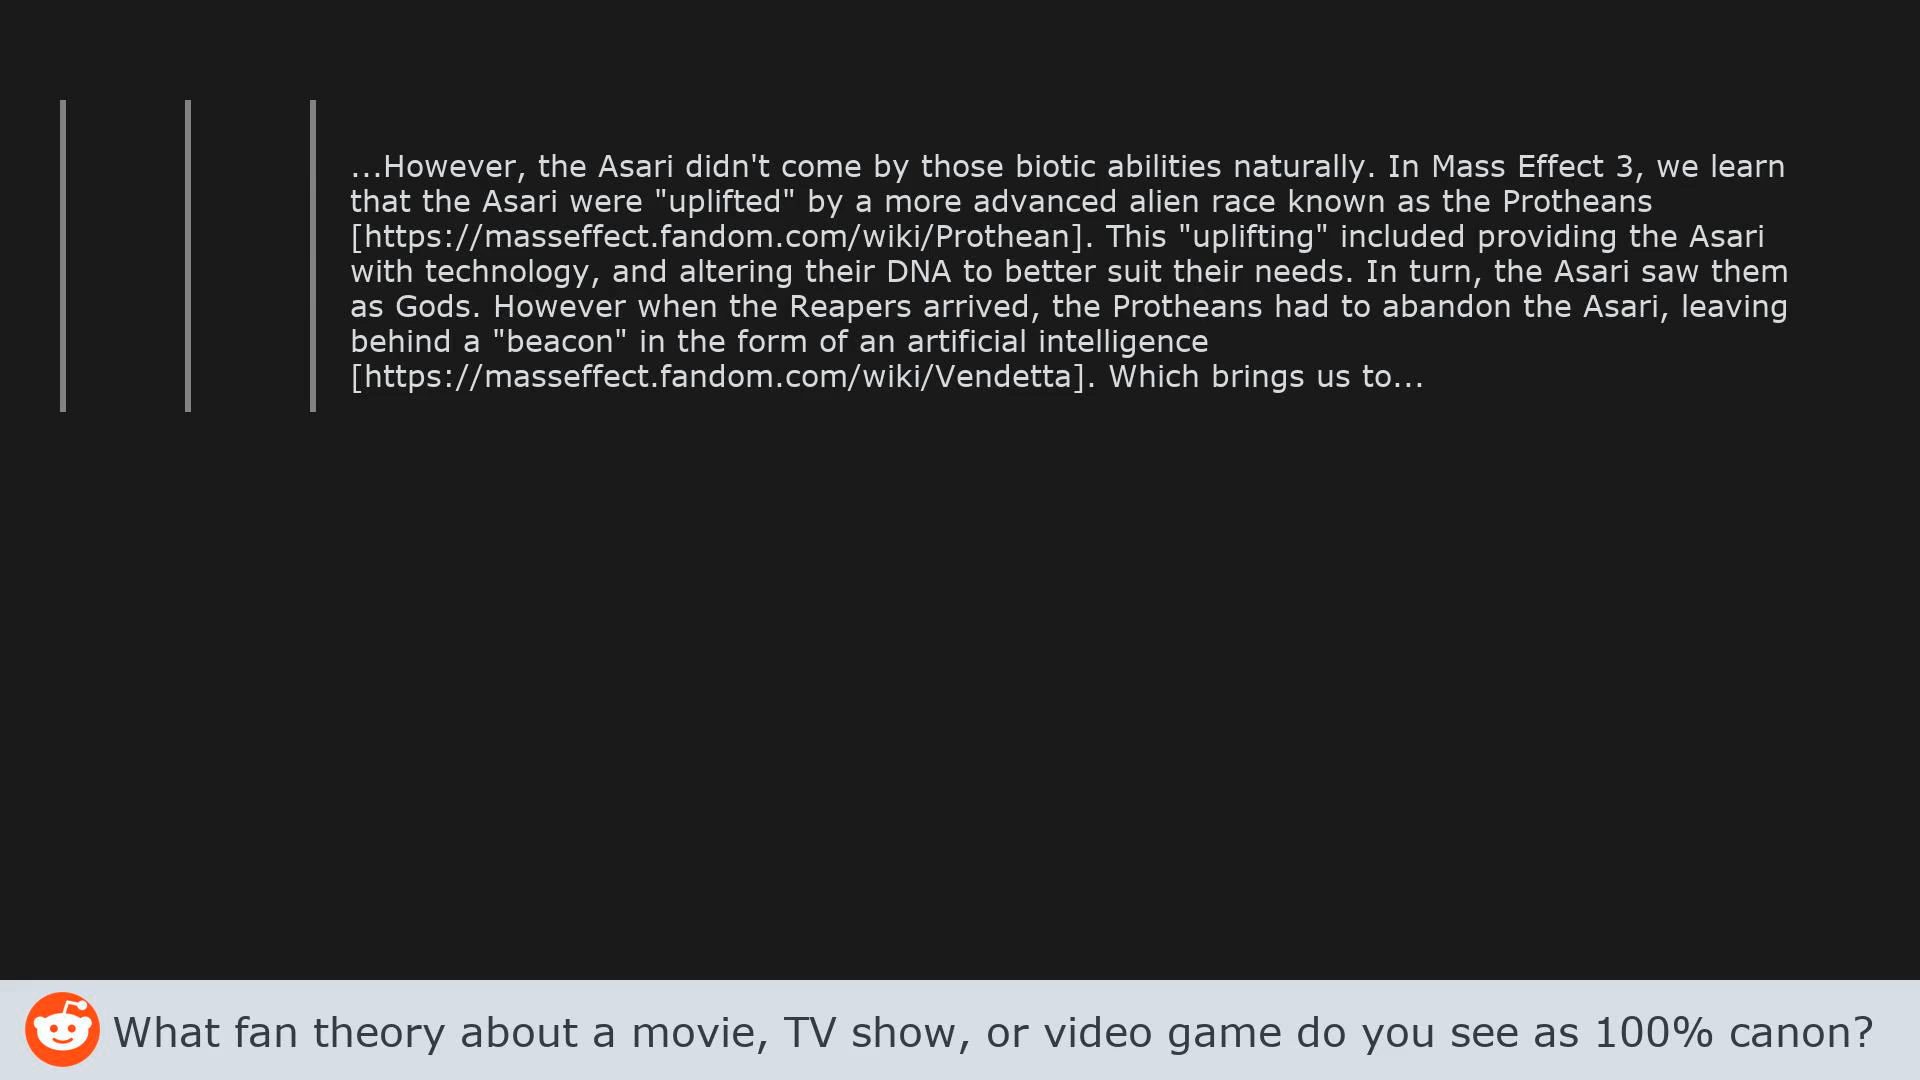 ...However, the Asari didn't come by those biotic abilities naturally. In Mass Effect 3, we learn
that the Asari were "uplifted" by a more advanced alien race known as the Protheans
[https://masseffect.fandom.com/wiki/Prothean]. This "uplifting" included providing the Asari
with technology, and altering their DNA to better suit their needs. In turn, the Asari saw them
as Gods. However when the Reapers arrived, the Protheans had to abandon the Asari, leaving
behind a "beacon" in the form of an artificial intelligence
[https://masseffect.fandom.com/wiki/Vendetta]. Which brings us to...
What fan theory about a movie, TV show, or video game do you see as 100% canon?